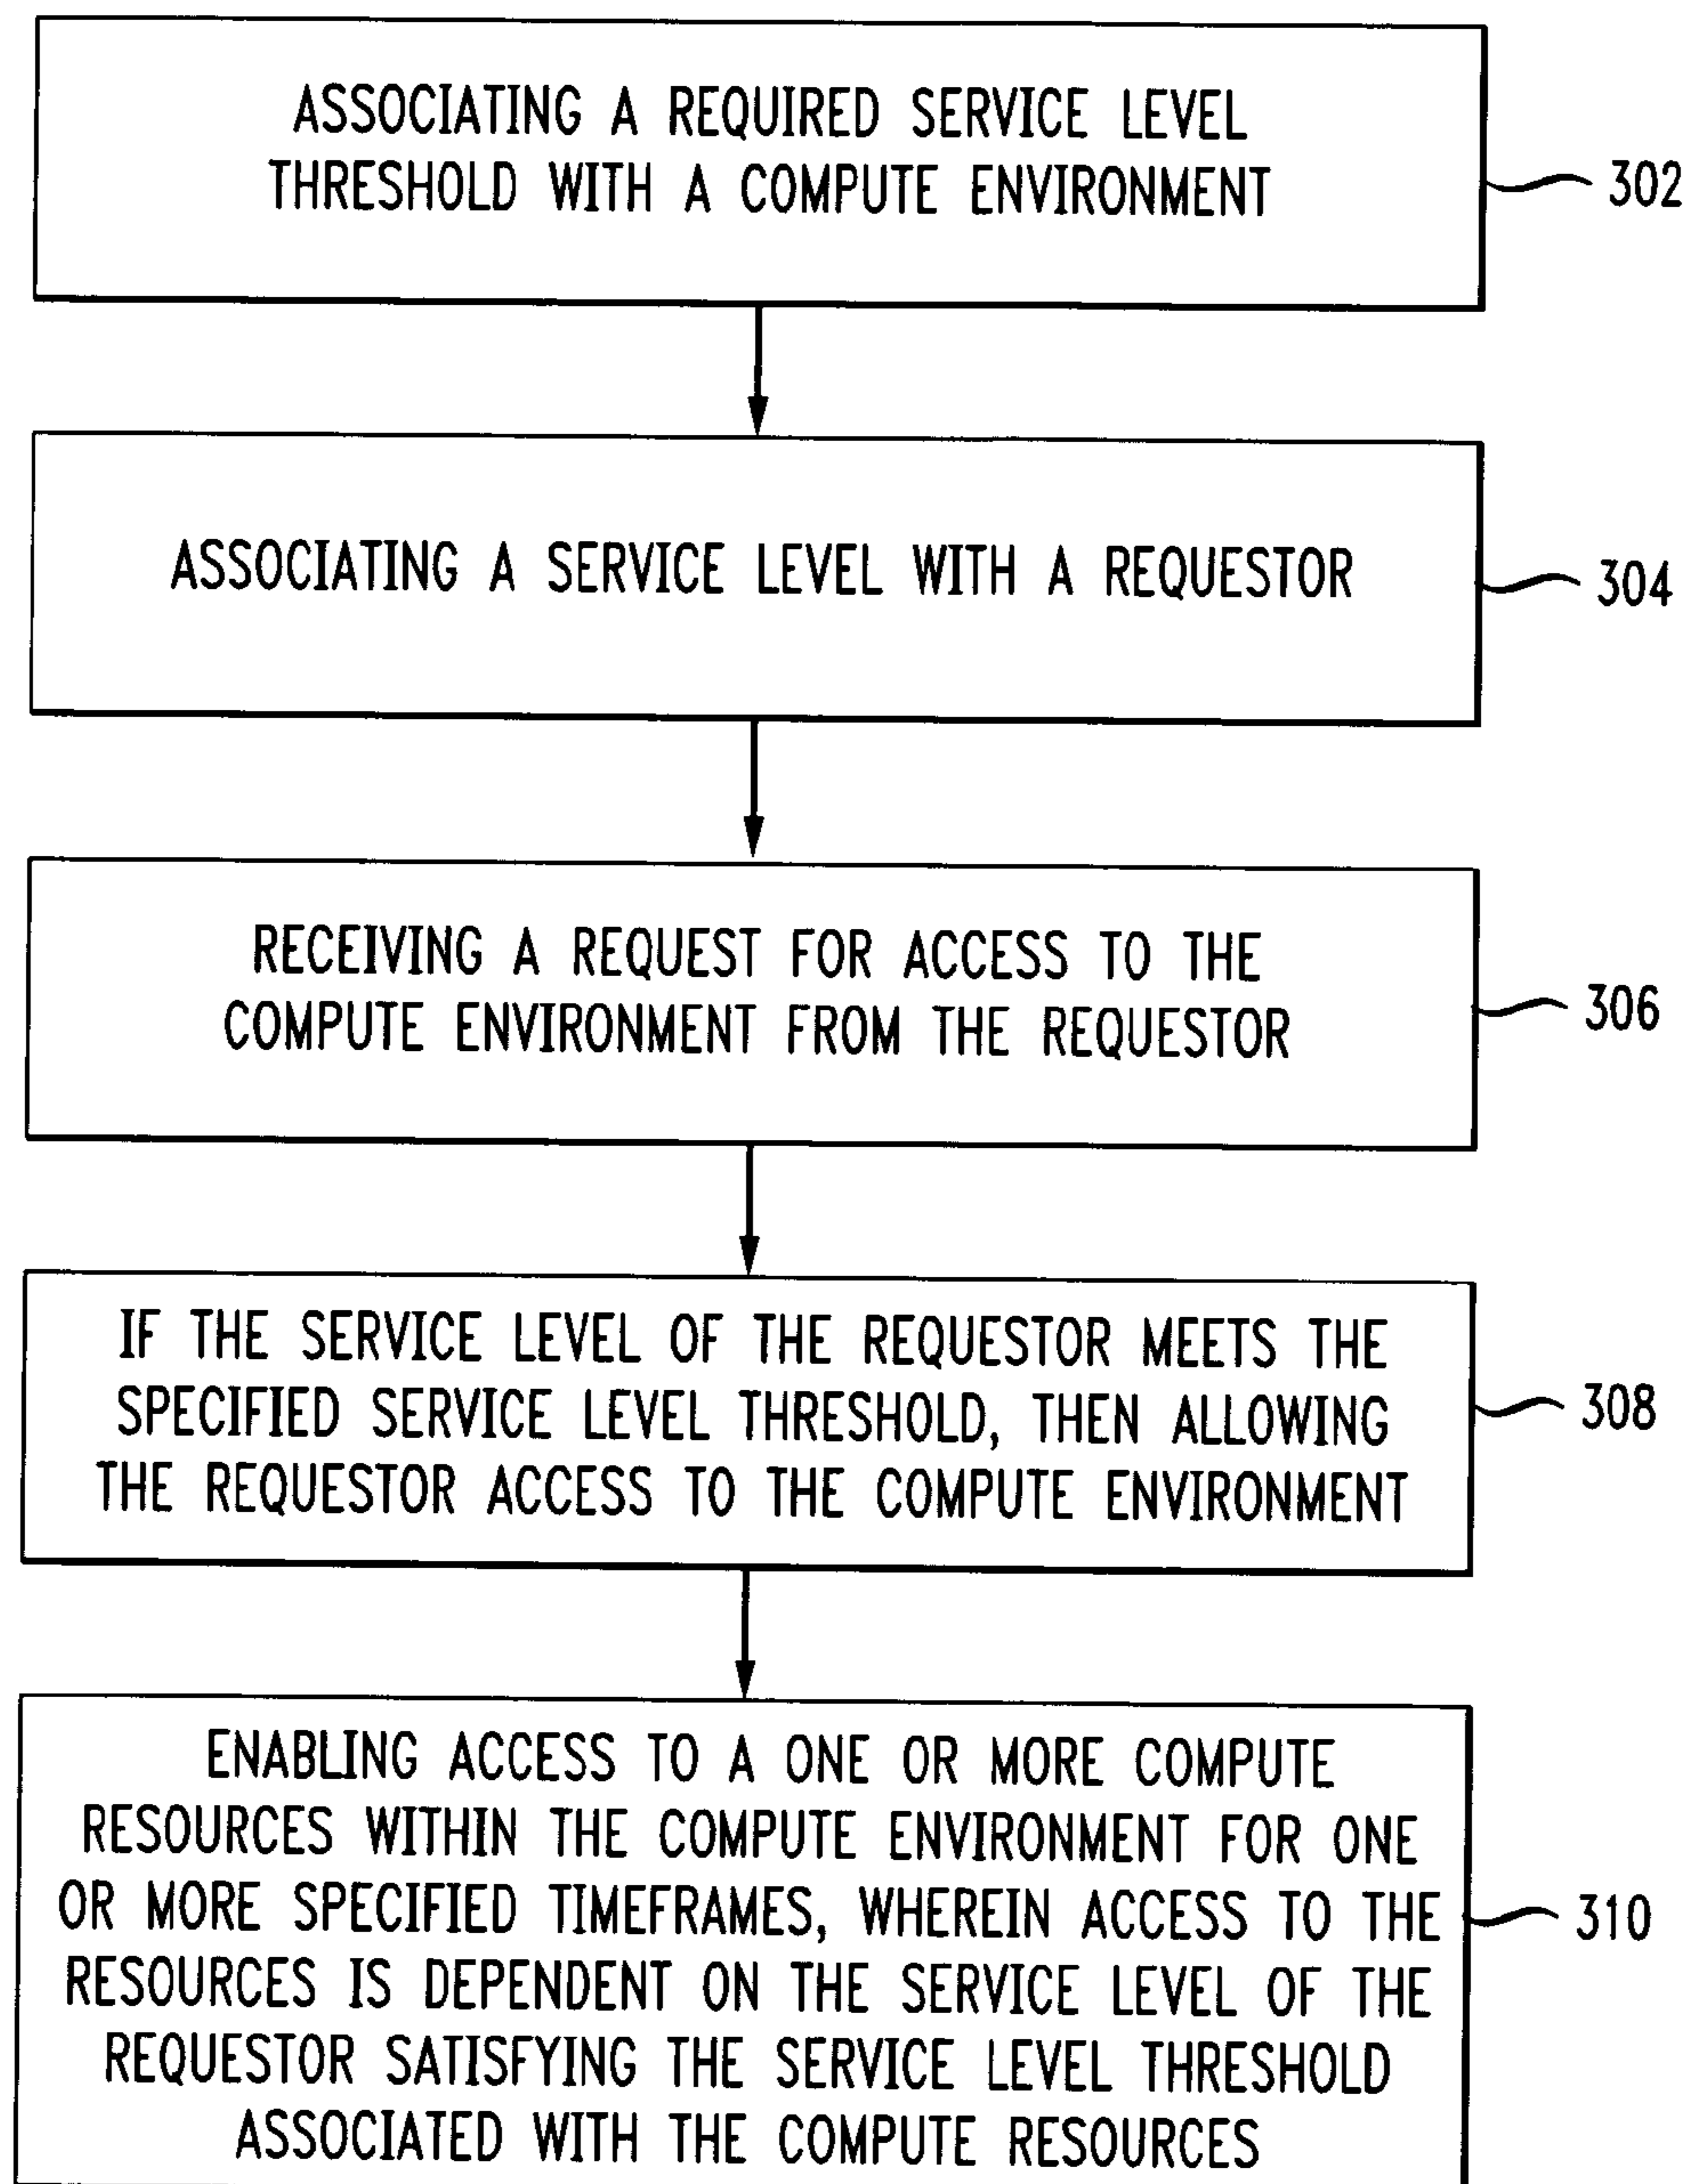 ASSOCIATING A REQUIRED SERVICE LEVEL
THRESHOLD WITH A COMPUTE ENVIRONMENT
302
ASSOCIATING A SERVICE LEVEL WITH A REQUESTOR
304
RECEIVING A REQUEST FOR ACCESS TO THE
COMPUTE ENVIRONMENT FROM THE REQUESTOR
306
IF THE SERVICE LEVEL OF THE REQUESTOR MEETS THE
SPECIFIED SERVICE LEVEL THRESHOLD, THEN ALLOWING
THE REQUESTOR ACCESS TO THE COMPUTE ENVIRONMENT
308
ENABLING ACCESS TO A ONE OR MORE COMPUTE
RESOURCES WITHIN THE COMPUTE ENVIRONMENT FOR ONE
OR MORE SPECIFIED TIMEFRAMES, WHEREIN ACCESS TO THE
RESOURCES IS DEPENDENT ON THE SERVICE LEVEL OF THE
REQUESTOR SATISFYING THE SERVICE LEVEL THRESHOLD
ASSOCIATED WITH THE COMPUTE RESOURCES
310